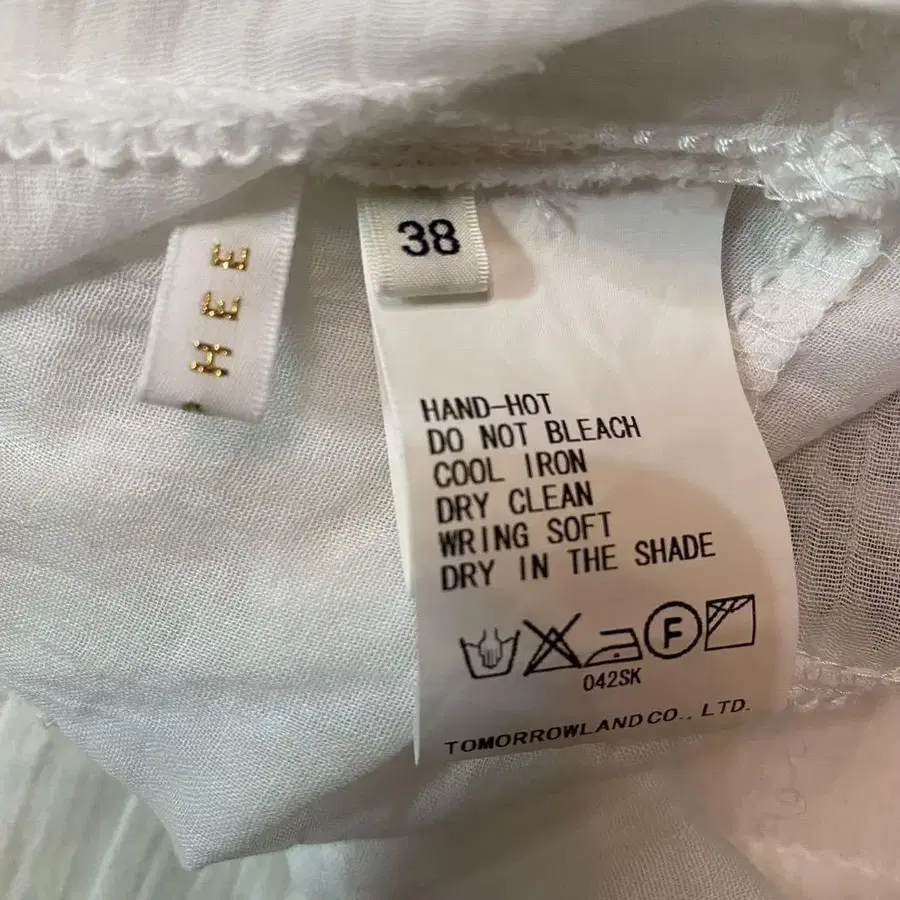 HEE
38
HAND-HOT
DO NOT BLEACH
COOL IRON
DRY CLEAN
WRING SOFT
DRY IN THE SHADE
F
042SK
TOMORROWLAND CO., LTD.